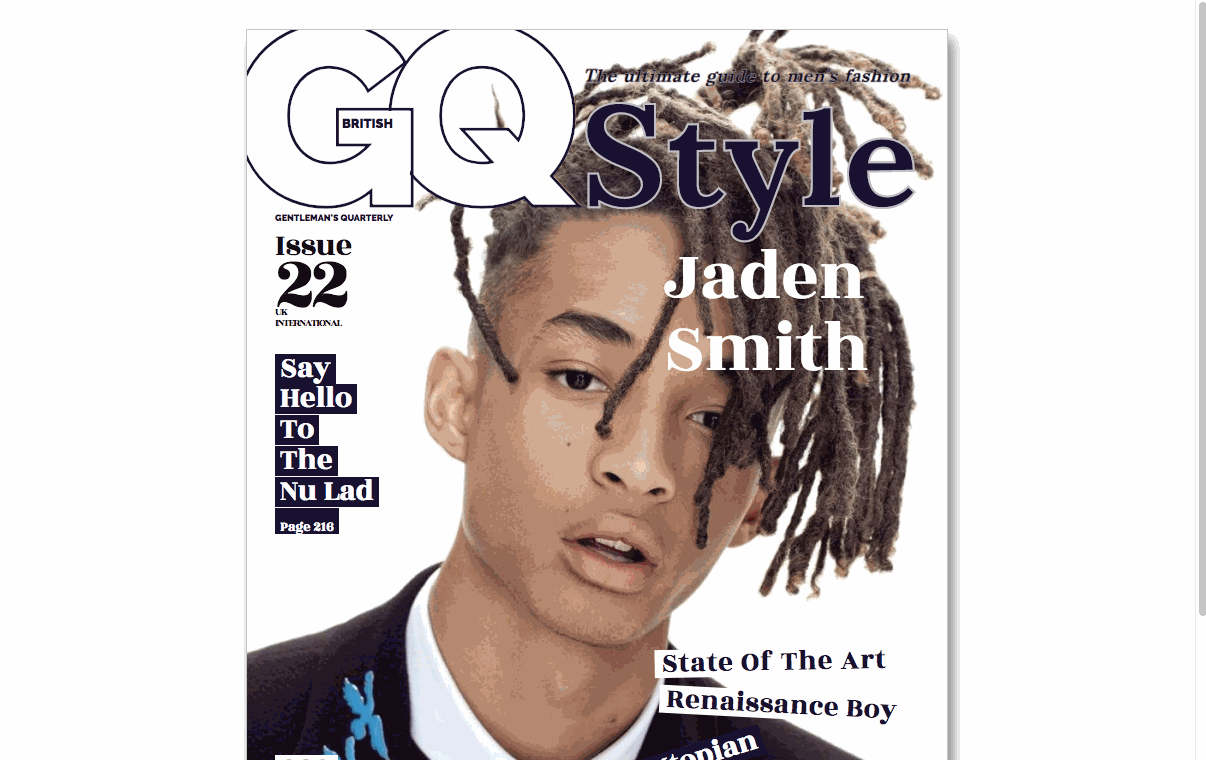 GQ
BRITISH
The ultimate guide to men's fashion
Style
GENTLEMAN'S QUARTERLY
Issue
22
UK
INTERNATIONAL
Jaden
Smith
Say
Hello
To
The
Nu Lad
Page 216
State Of The Art
Renaissance Boy